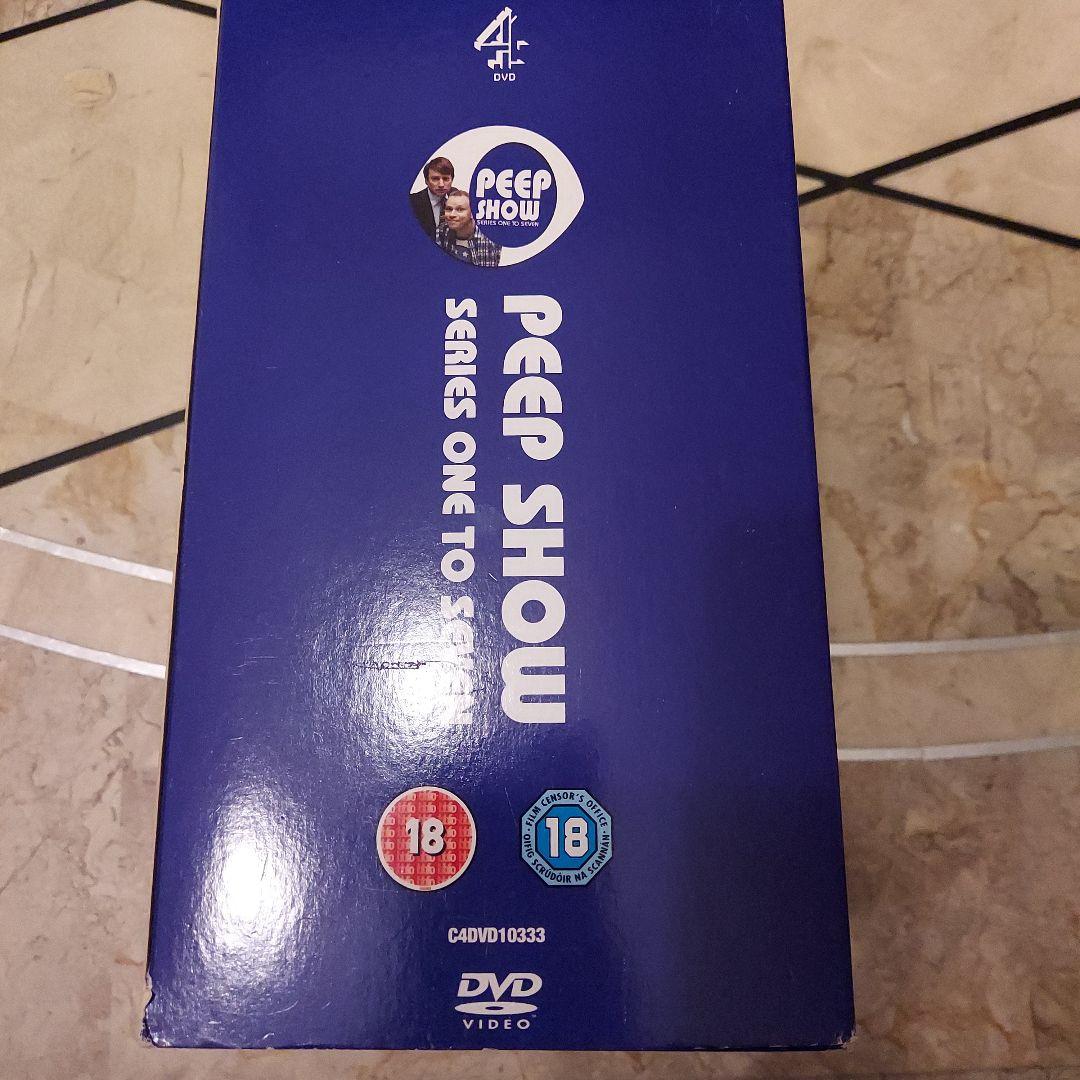 4
DVD
PEEP
SHOW
SERIES ONE TO SEVEN
PEEP SHOW
SERIES ONE TO SEVEN
18
· FILM CENSOR'S OFFICE ·
18
OIFIG SCRÚDÓIR NA SCANNÁN
C4DVD10333
DVD
VIDEO